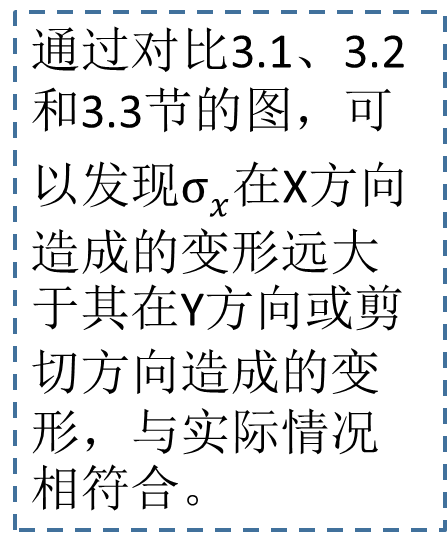 通过对比3.1、3.2
和3.3节的图，可
以发现σₓ在X方向
造成的变形远大
于其在Y方向或剪
切方向造成的变
形，与实际情况
相符合。